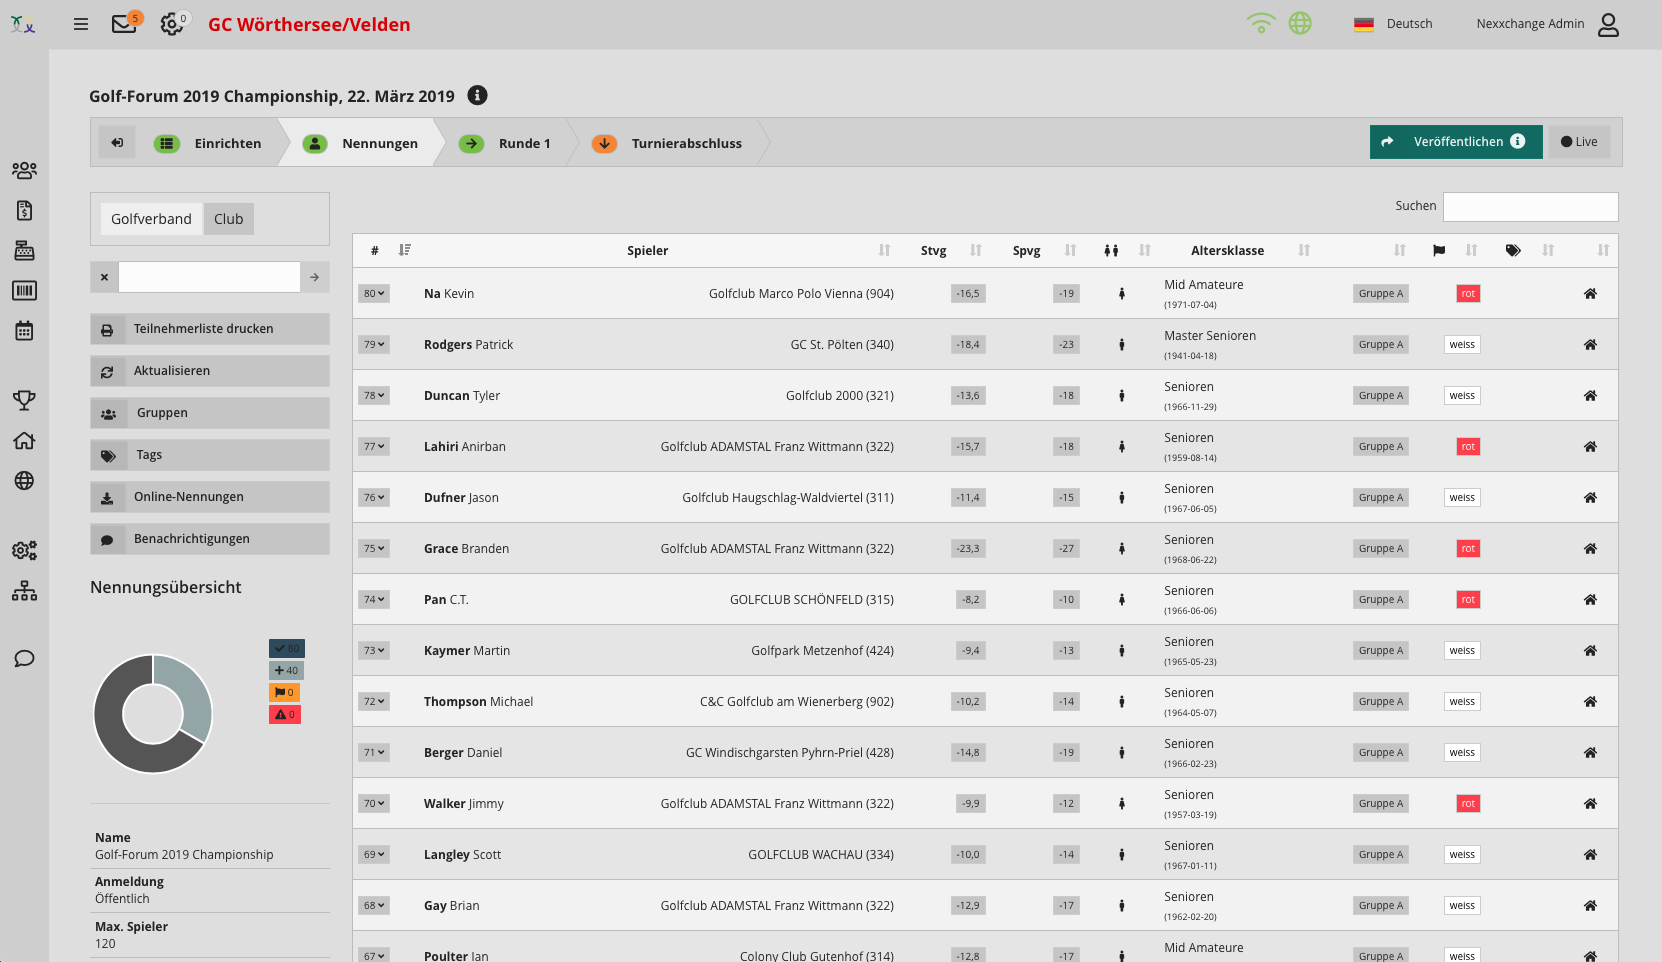 5
0
GC Wörthersee/Velden
Deutsch
Nexxchange Admin
Golf-Forum 2019 Championship, 22. März 2019
Einrichten
Nennungen
Runde 1
Turnierabschluss
Veröffentlichen
Live
Golfverband
Club
Teilnehmerliste drucken
Aktualisieren
Gruppen
Tags
Online-Nennungen
Benachrichtigungen
Nennungsübersicht
80
40
0
0
Name
Golf-Forum 2019 Championship
Anmeldung
Öffentlich
Max. Spieler
120
Suchen
# Spieler Stvg Spvg Altersklasse
80 Na Kevin Golfclub Marco Polo Vienna (904) -16,5 -19 Mid Amateure Gruppe A rot
(1971-07-04)
79 Rodgers Patrick GC St. Pölten (340) -18,4 -23 Master Senioren Gruppe A weiss
(1941-04-18)
78 Duncan Tyler Golfclub 2000 (321) -13,6 -18 Senioren Gruppe A weiss
(1966-11-29)
77 Lahiri Anirban Golfclub ADAMSTAL Franz Wittmann (322) -15,7 -18 Senioren Gruppe A rot
(1959-08-14)
76 Dufner Jason Golfclub Haugschlag-Waldviertel (311) -11,4 -15 Senioren Gruppe A weiss
(1967-06-05)
75 Grace Branden Golfclub ADAMSTAL Franz Wittmann (322) -23,3 -27 Senioren Gruppe A rot
(1968-06-22)
74 Pan C.T. GOLFCLUB SCHÖNFELD (315) -8,2 -10 Senioren Gruppe A rot
(1966-06-06)
73 Kaymer Martin Golfpark Metzenhof (424) -9,4 -13 Senioren Gruppe A weiss
(1965-05-23)
72 Thompson Michael C&C Golfclub am Wienerberg (902) -10,2 -14 Senioren Gruppe A weiss
(1964-05-07)
71 Berger Daniel GC Windischgarsten Pyhrn-Priel (428) -14,8 -19 Senioren Gruppe A weiss
(1966-02-23)
70 Walker Jimmy Golfclub ADAMSTAL Franz Wittmann (322) -9,9 -12 Senioren Gruppe A rot
(1957-03-19)
69 Langley Scott GOLFCLUB WACHAU (334) -10,0 -14 Senioren Gruppe A weiss
(1967-01-11)
68 Gay Brian Golfclub ADAMSTAL Franz Wittmann (322) -12,9 -17 Senioren Gruppe A weiss
(1962-02-20)
67 Poulter Ian Colony Club Gutenhof (314) -12,8 -17 Mid Amateure Gruppe A weiss